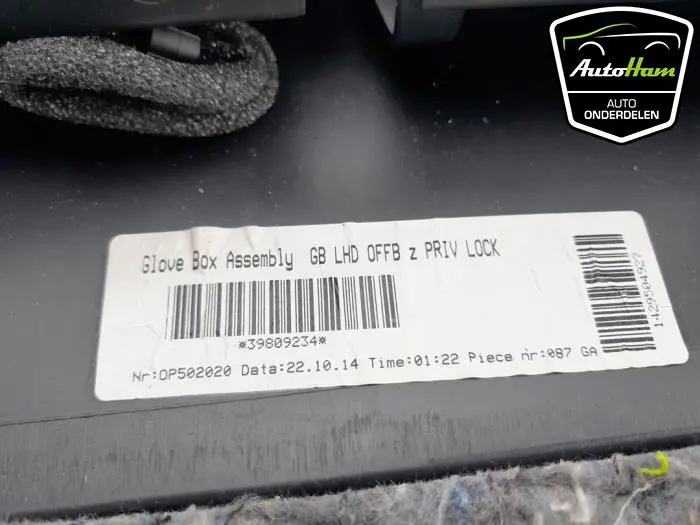 AutoHam
AUTO
ONDERDELEN
Glove Box Assembly GB LHD OFFB z PRIV LOCK
*39809234*
Nr:OP502020 Data:22.10.14 Time:01:22 Piece nr:087 GA
1429504927